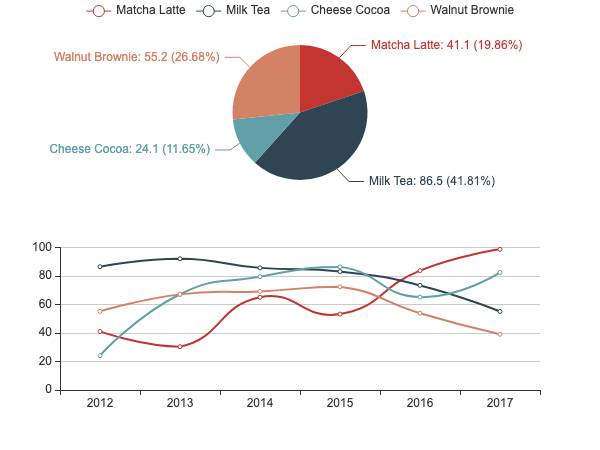 Matcha Latte Milk Tea Cheese Cocoa Walnut Brownie
Matcha Latte: 41.1 (19.86%)
Walnut Brownie: 55.2 (26.68%)
Cheese Cocoa: 24.1 (11.65%)
Milk Tea: 86.5 (41.81%)
100
80
60
40
20
0
2012 2013 2014 2015 2016 2017